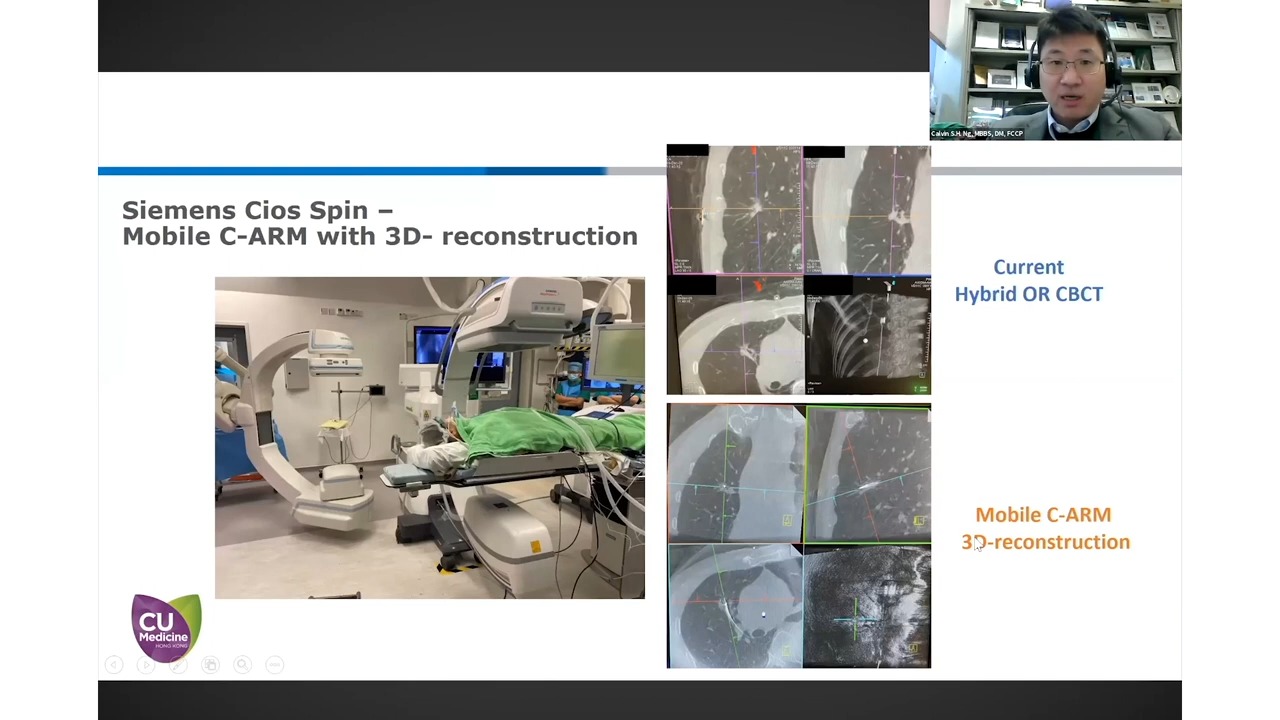 Calvin S.H. Ng, MBBS, DM, FCCP
Siemens Cios Spin –
Mobile C-ARM with 3D- reconstruction
Current
Hybrid OR CBCT
Mobile C-ARM
3D-reconstruction
CU
Medicine
HONG KONG